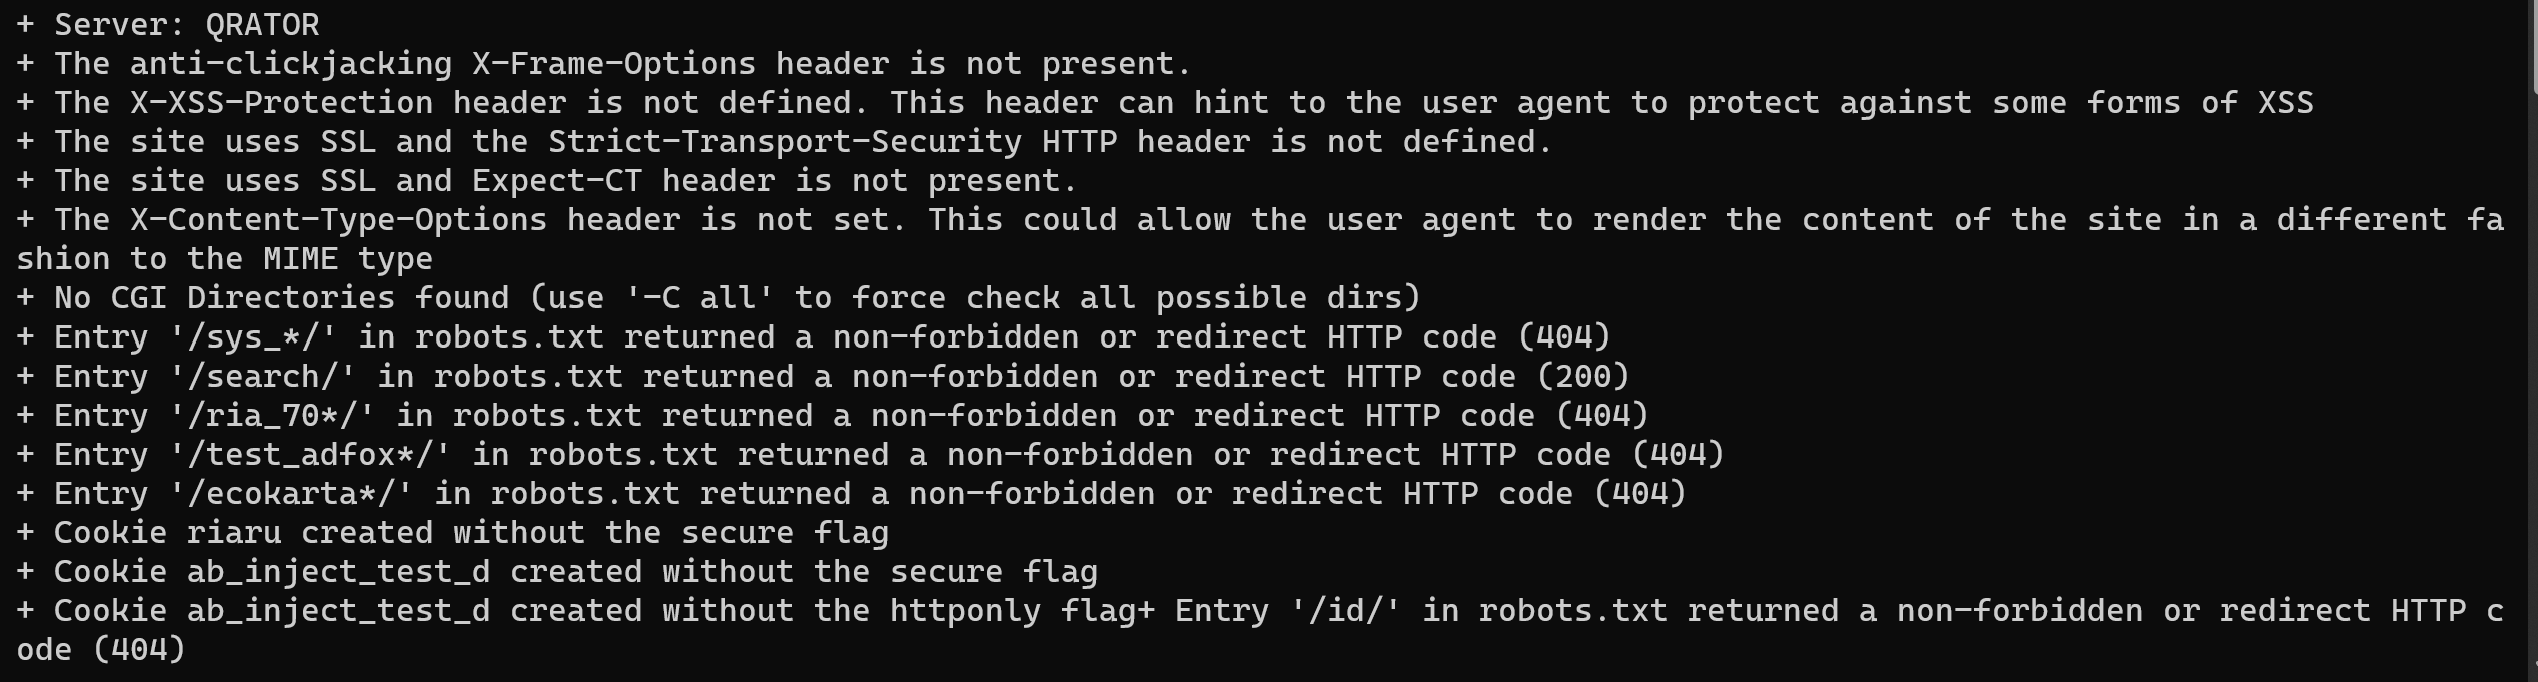 + Server: QRATOR
+ The anti-clickjacking X-Frame-Options header is not present.
+ The X-XSS-Protection header is not defined. This header can hint to the user agent to protect against some forms of XSS
+ The site uses SSL and the Strict-Transport-Security HTTP header is not defined.
+ The site uses SSL and Expect-CT header is not present.
+ The X-Content-Type-Options header is not set. This could allow the user agent to render the content of the site in a different fa
shion to the MIME type
+ No CGI Directories found (use '-C all' to force check all possible dirs)
+ Entry '/sys_*/' in robots.txt returned a non-forbidden or redirect HTTP code (404)
+ Entry '/search/' in robots.txt returned a non-forbidden or redirect HTTP code (200)
+ Entry '/ria_70*/' in robots.txt returned a non-forbidden or redirect HTTP code (404)
+ Entry '/test_adfox*/' in robots.txt returned a non-forbidden or redirect HTTP code (404)
+ Entry '/ecokarta*/' in robots.txt returned a non-forbidden or redirect HTTP code (404)
+ Cookie riaru created without the secure flag
+ Cookie ab_inject_test_d created without the secure flag
+ Cookie ab_inject_test_d created without the httponly flag+ Entry '/id/' in robots.txt returned a non-forbidden or redirect HTTP c
ode (404)